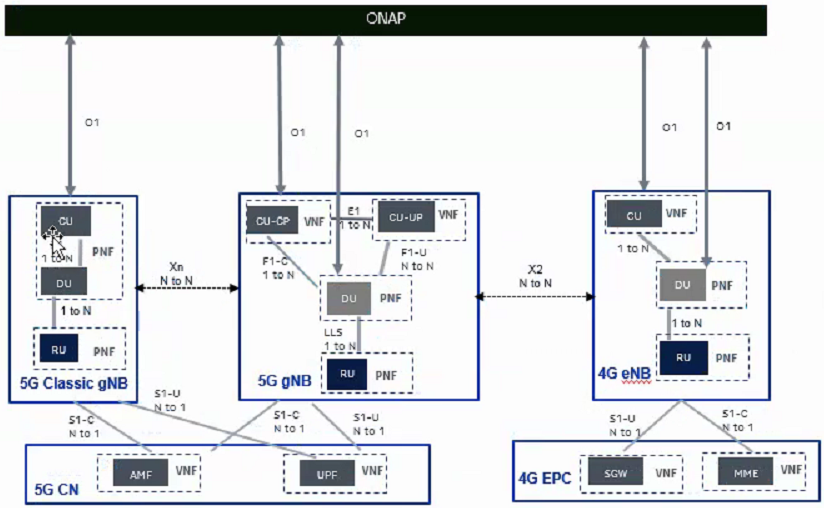 ONAP
O1
O1
O1
O1
O1
CU
1 to N
PNF
DU
1 to N
RU
PNF
5G Classic gNB
Xn
N to N
CU-CP
VNF
E1
1 to N
CU-UP
VNF
F1-C
1 to N
F1-U
N to N
DU
PNF
LLS
1 to N
RU
PNF
5G gNB
X2
N to N
CU
VNF
1 to N
DU
PNF
1 to N
RU
PNF
4G eNB
S1-C
N to 1
S1-U
N to 1
S1-C
N to 1
S1-U
N to 1
S1-U
N to 1
S1-C
N to 1
AMF
VNF
UPF
VNF
5G CN
4G EPC
SGW
VNF
MME
VNF